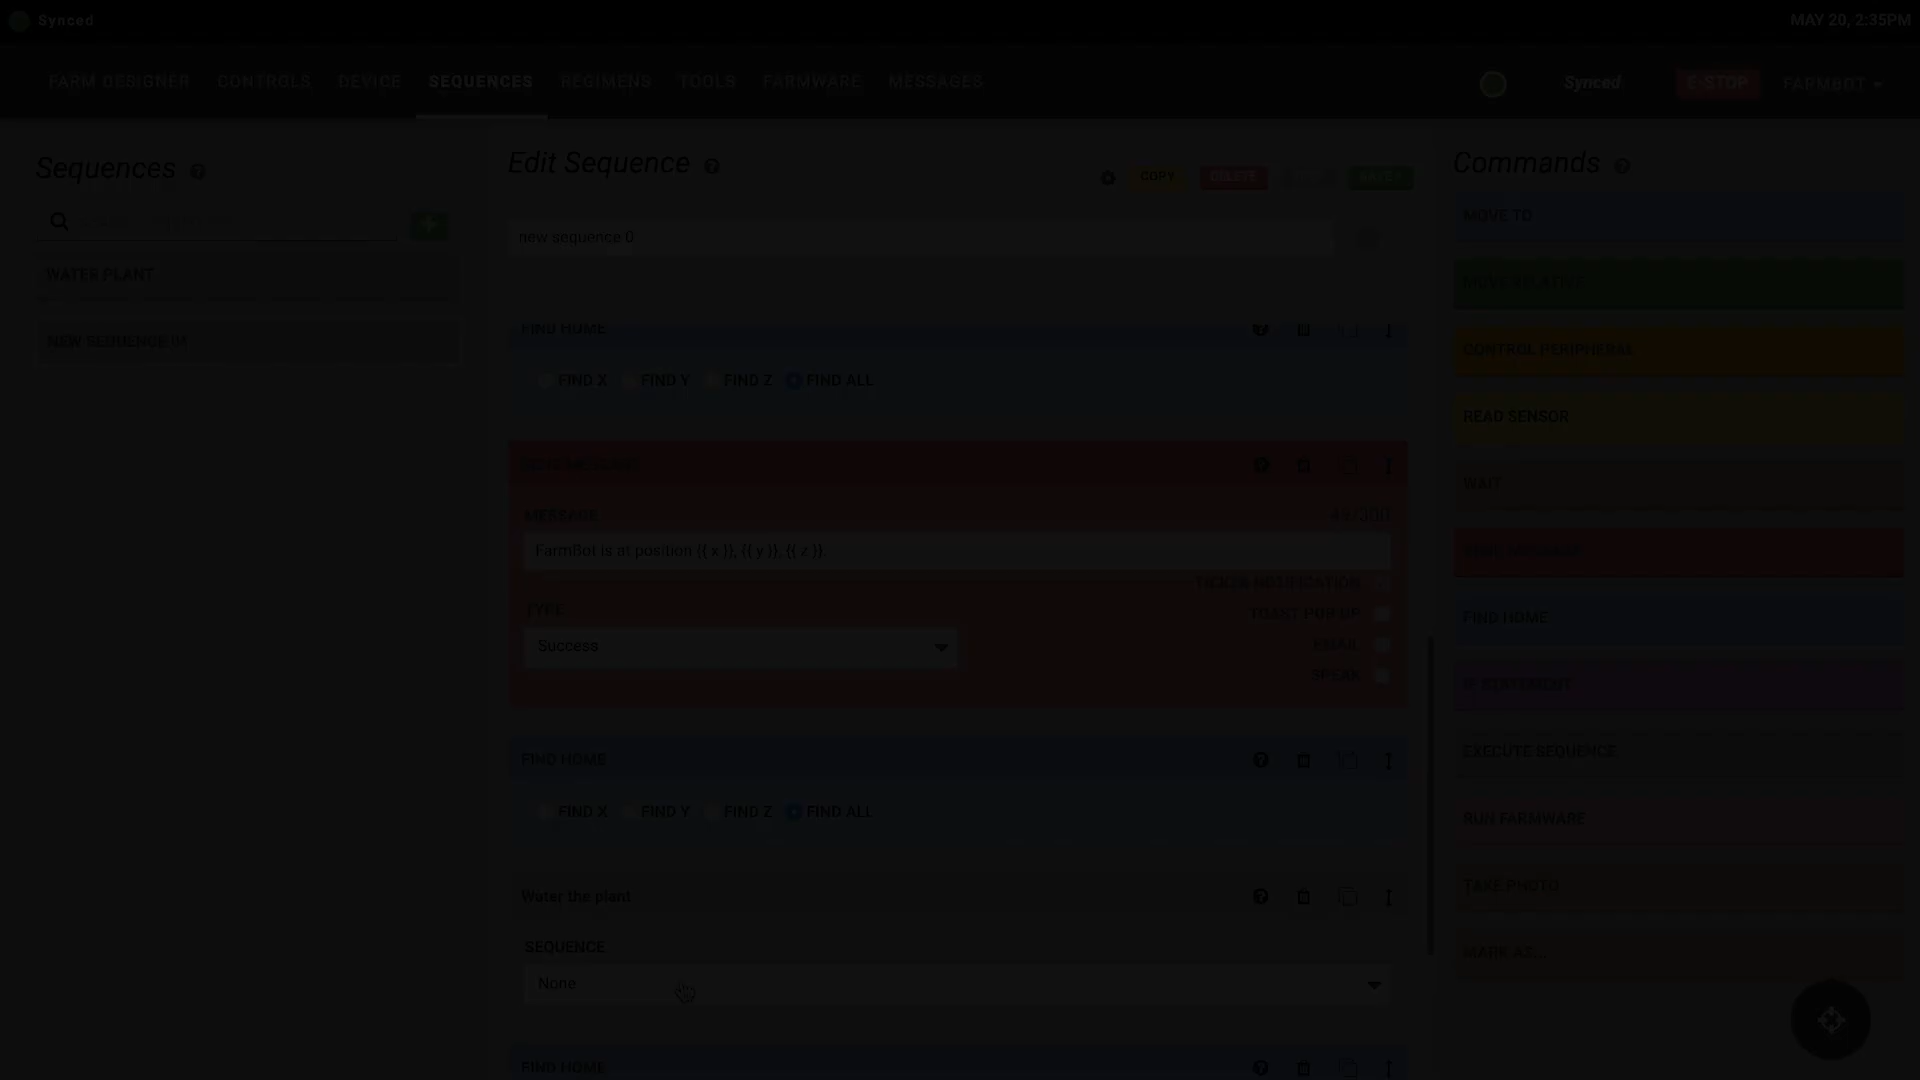 Synced
MAY 20, 2:35PM
FARM DESIGNER CONTROLS DEVICE SEQUENCES REGIMENS TOOLS FARMWARE MESSAGES
Synced E-STOP FARMBOT
Sequences
WATER PLANT
NEW SEQUENCE 0*
Edit Sequence
COPY DELETE SAVE
new sequence 0
FIND HOME
FIND X FIND Y FIND Z FIND ALL
SEND MESSAGE
MESSAGE
FarmBot is at position {{ x }}, {{ y }}, {{ z }}.
TICKER NOTIFICATION
TOAST POP UP
EMAIL
SPEAK
TYPE
Success
FIND HOME
FIND X FIND Y FIND Z FIND ALL
Water the plant
SEQUENCE
None
FIND HOME
Commands
MOVE TO
MOVE RELATIVE
CONTROL PERIPHERAL
READ SENSOR
WAIT
SEND MESSAGE
FIND HOME
IF STATEMENT
EXECUTE SEQUENCE
RUN FARMWARE
TAKE PHOTO
MARK AS...